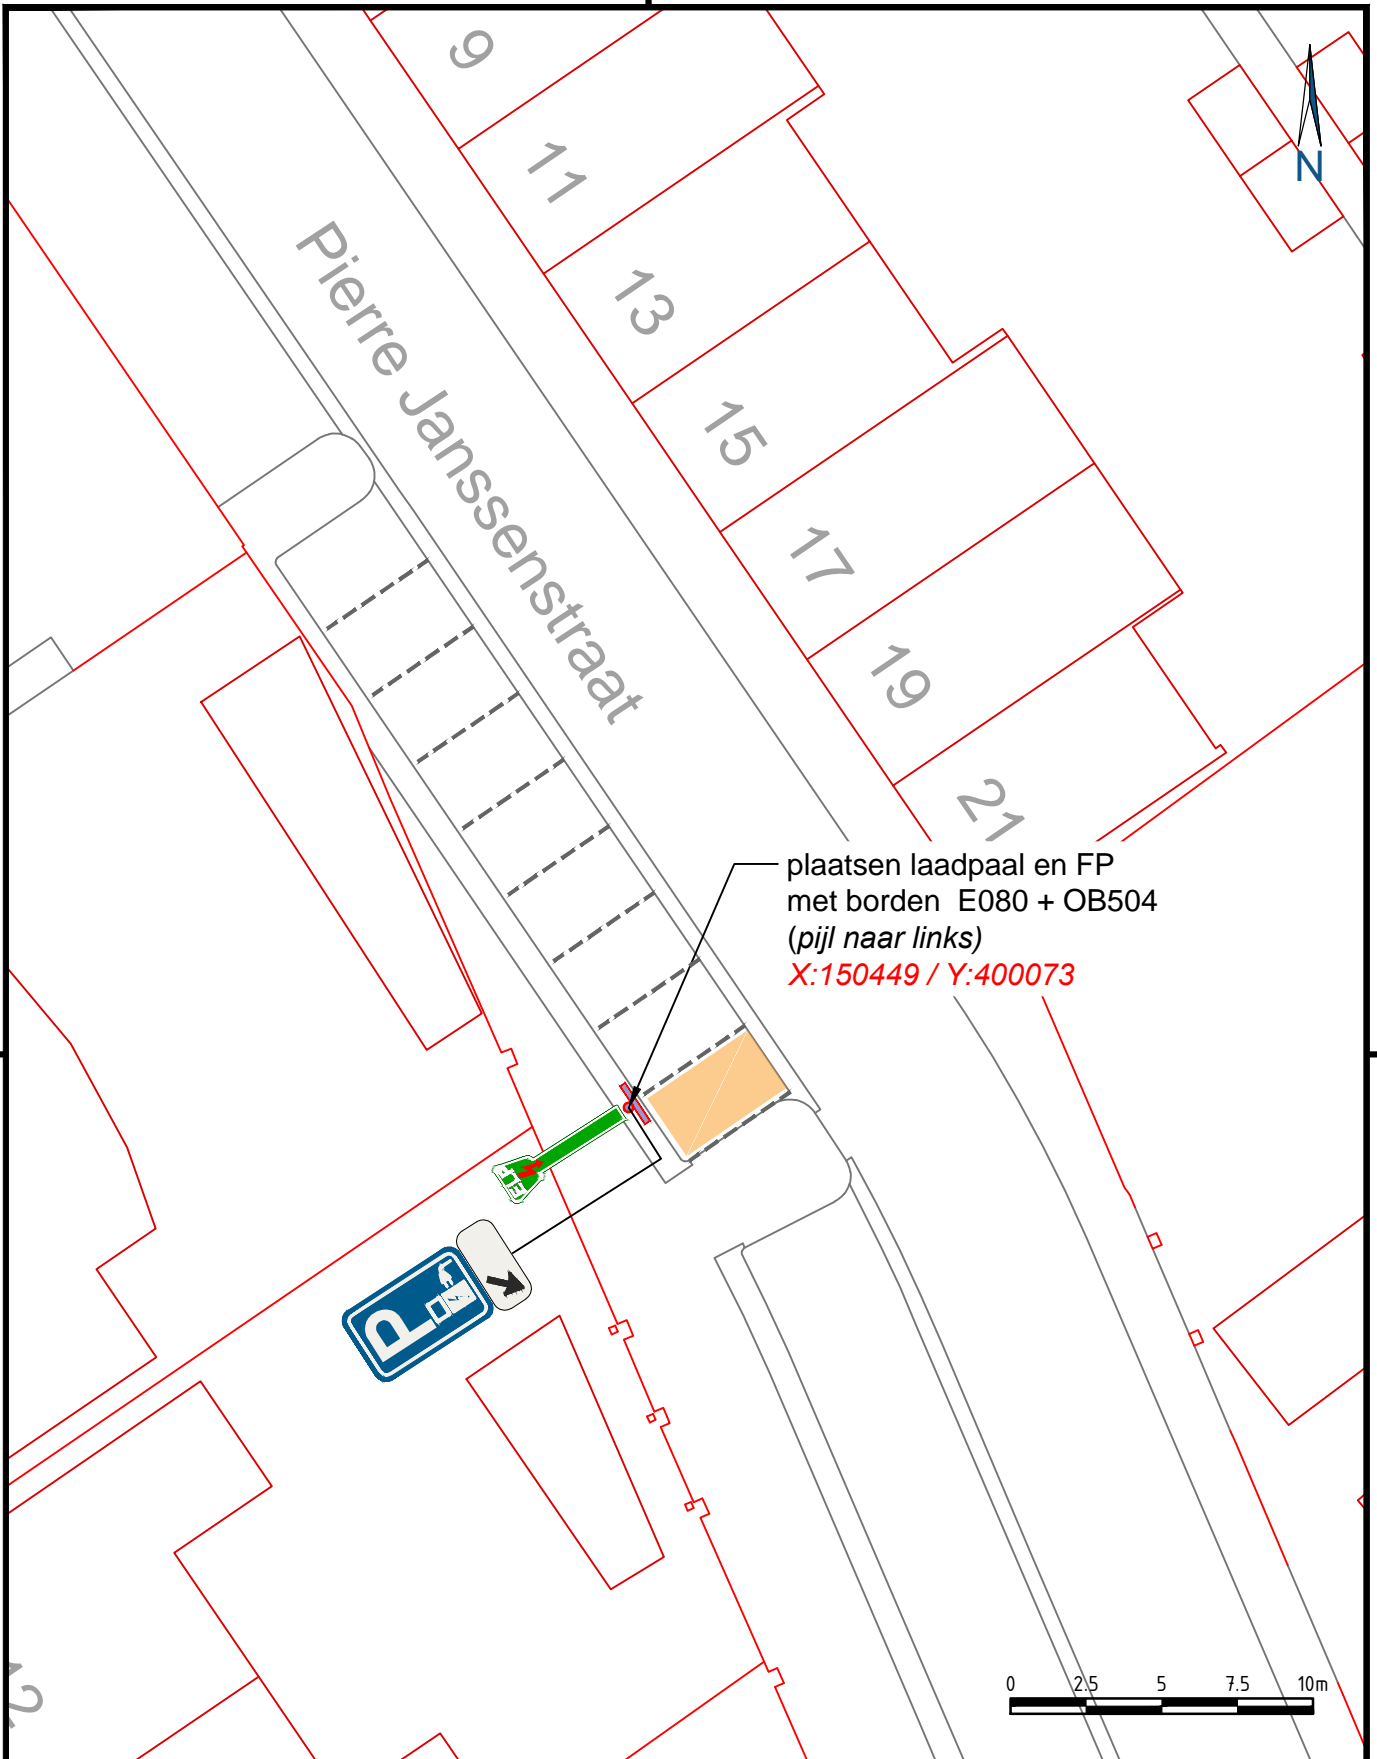 9
11
N
13
Pierre Janssenstraat
15
17
19
21
plaatsen laadpaal en FP
met borden E080 + OB504
(pijl naar links)
X:150449 / Y:400073
P
12
0 2.5 5 7.5 10m